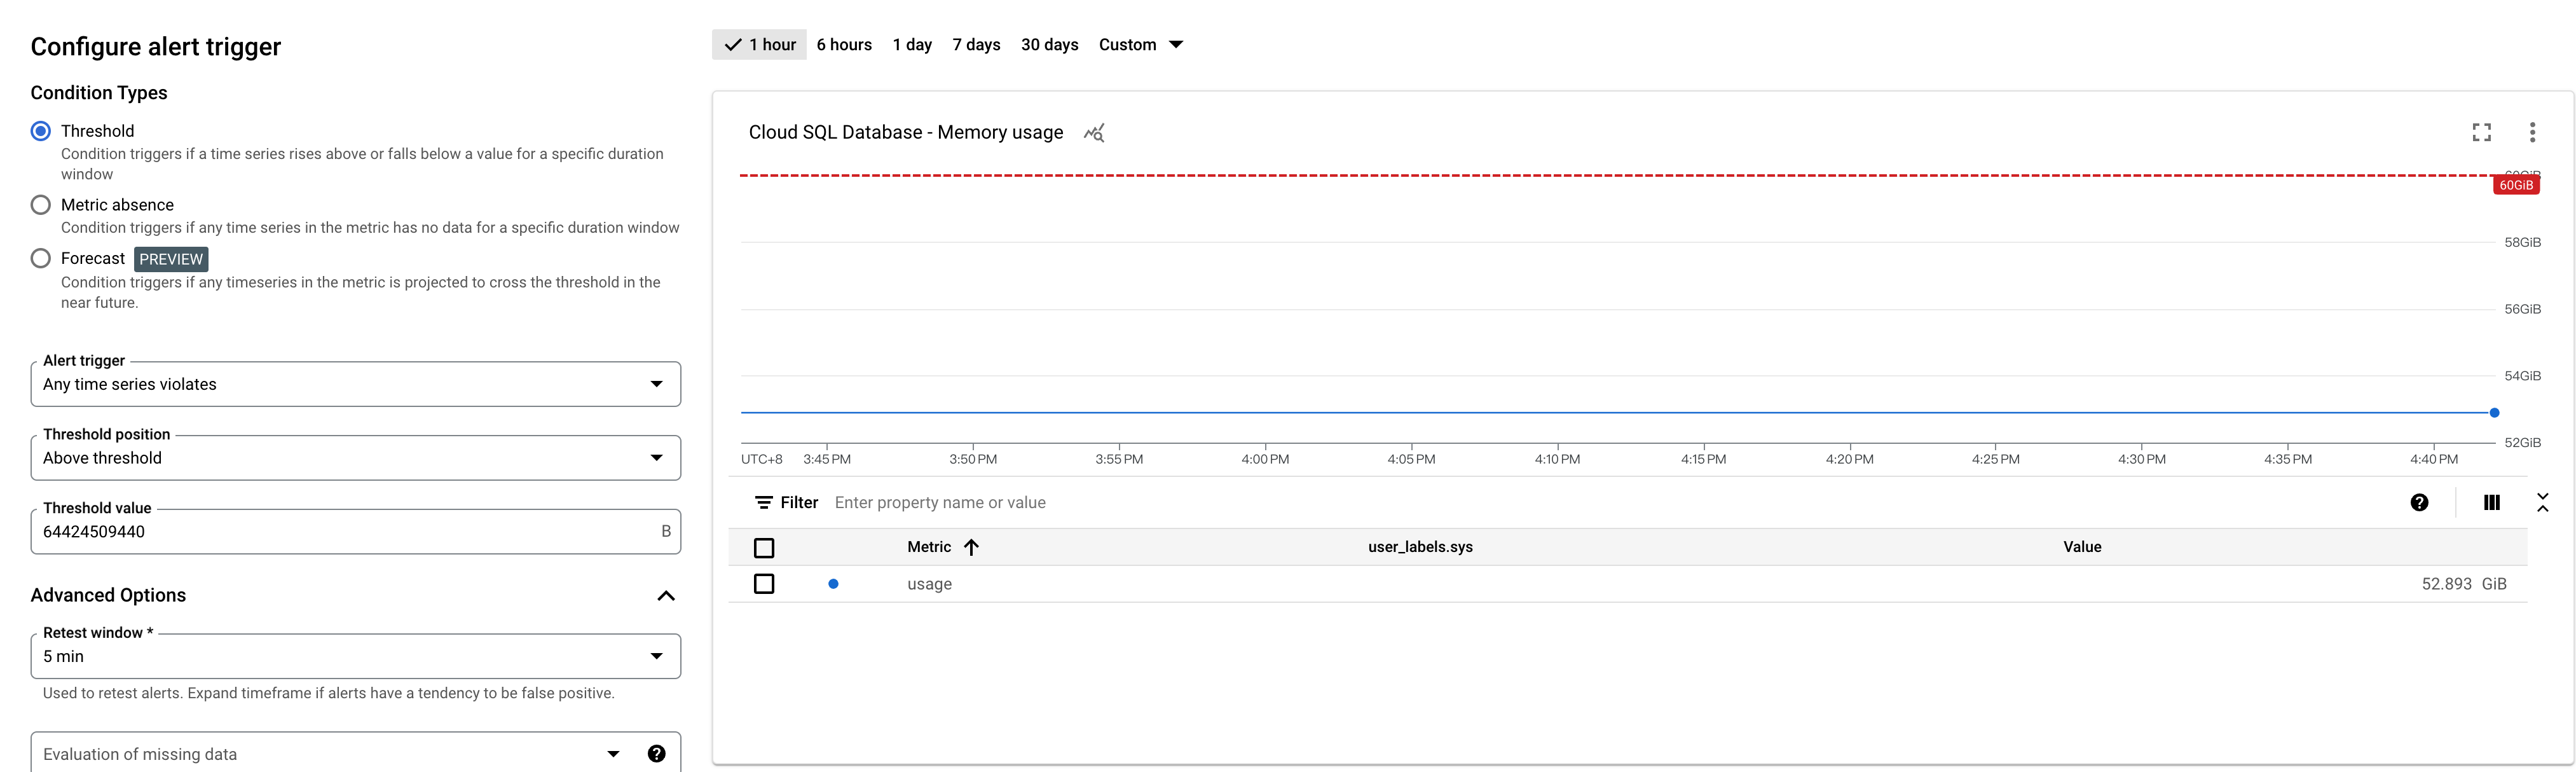 Configure alert trigger
Condition Types
Threshold
Condition triggers if a time series rises above or falls below a value for a specific duration
window
Metric absence
Condition triggers if any time series in the metric has no data for a specific duration window
Forecast PREVIEW
Condition triggers if any timeseries in the metric is projected to cross the threshold in the
near future.
Alert trigger
Any time series violates
Threshold position
Above threshold
Threshold value
64424509440 B
Advanced Options
Retest window *
5 min
Used to retest alerts. Expand timeframe if alerts have a tendency to be false positive.
Evaluation of missing data
1 hour 6 hours 1 day 7 days 30 days Custom
Cloud SQL Database - Memory usage
60GiB
60GiB
58GiB
56GiB
54GiB
52GiB
UTC+8 3:45 PM 3:50 PM 3:55 PM 4:00 PM 4:05 PM 4:10 PM 4:15 PM 4:20 PM 4:25 PM 4:30 PM 4:35 PM 4:40 PM
Filter Enter property name or value
Metric user_labels.sys Value
usage 52.893 GiB